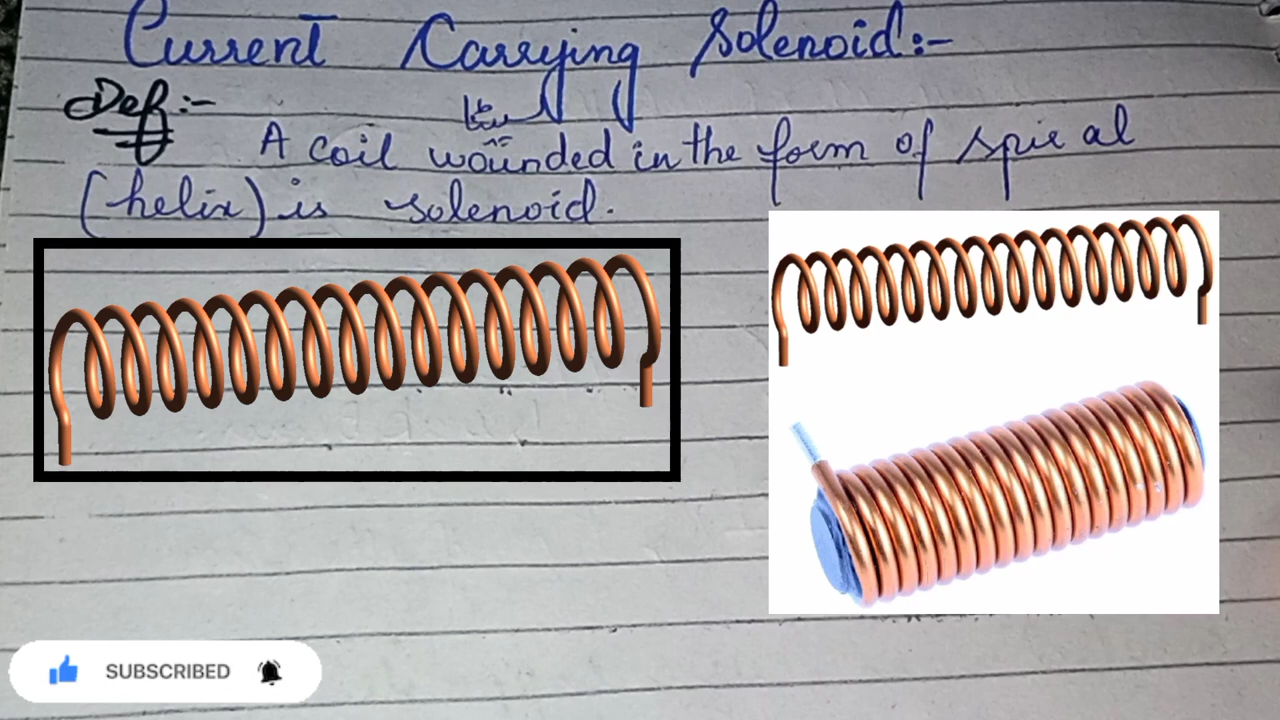 Current Carrying Solenoid:-
Def:-
A coil wounded in the form of spiral
(helix) is solenoid.
SUBSCRIBED